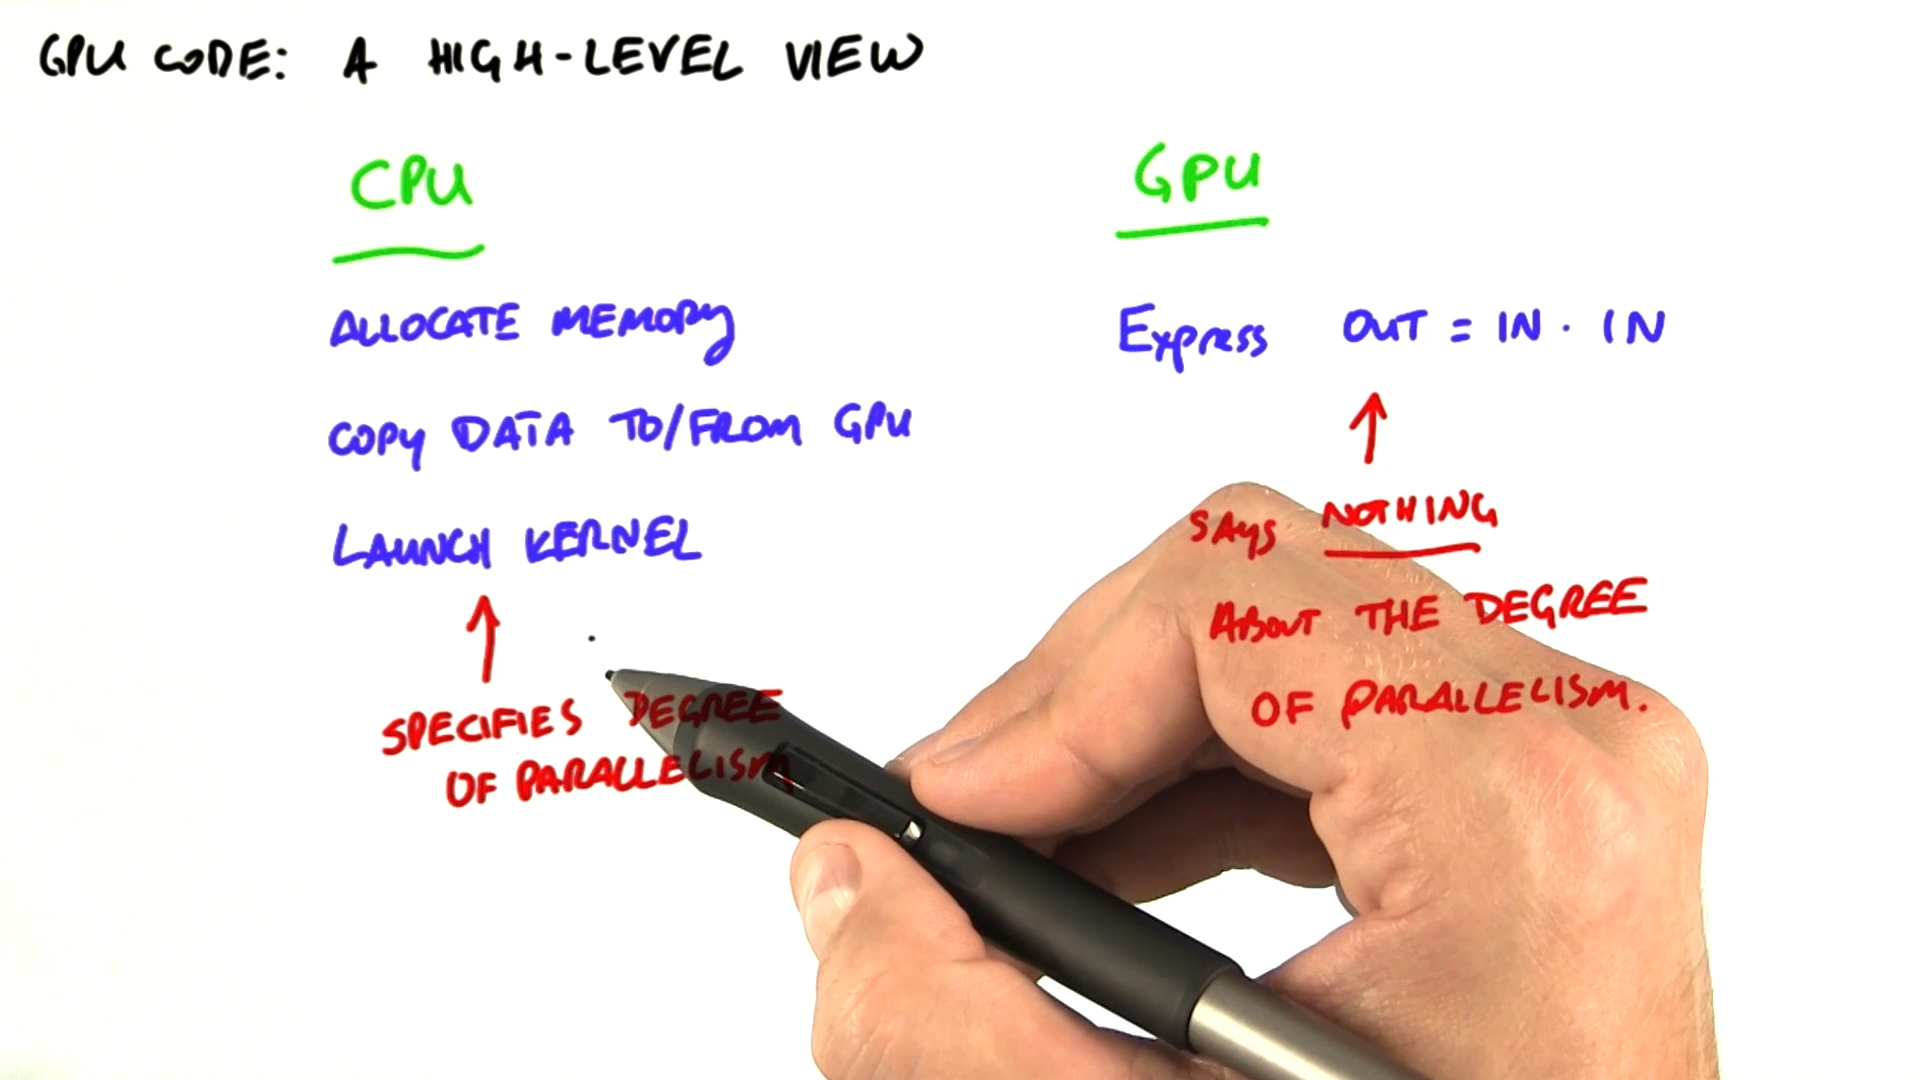 GPU CODE: A HIGH-LEVEL VIEW
CPU
ALLOCATE MEMORY
COPY DATA TO/FROM GPU
LAUNCH KERNEL
SPECIFIES DEGREE
OF PARALLELISM
GPU
Express OUT = IN · IN
SAYS NOTHING
ABOUT THE DEGREE
OF PARALLELISM.